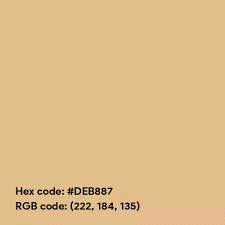 Hex code: #DEB887
RGB code: (222, 184, 135)